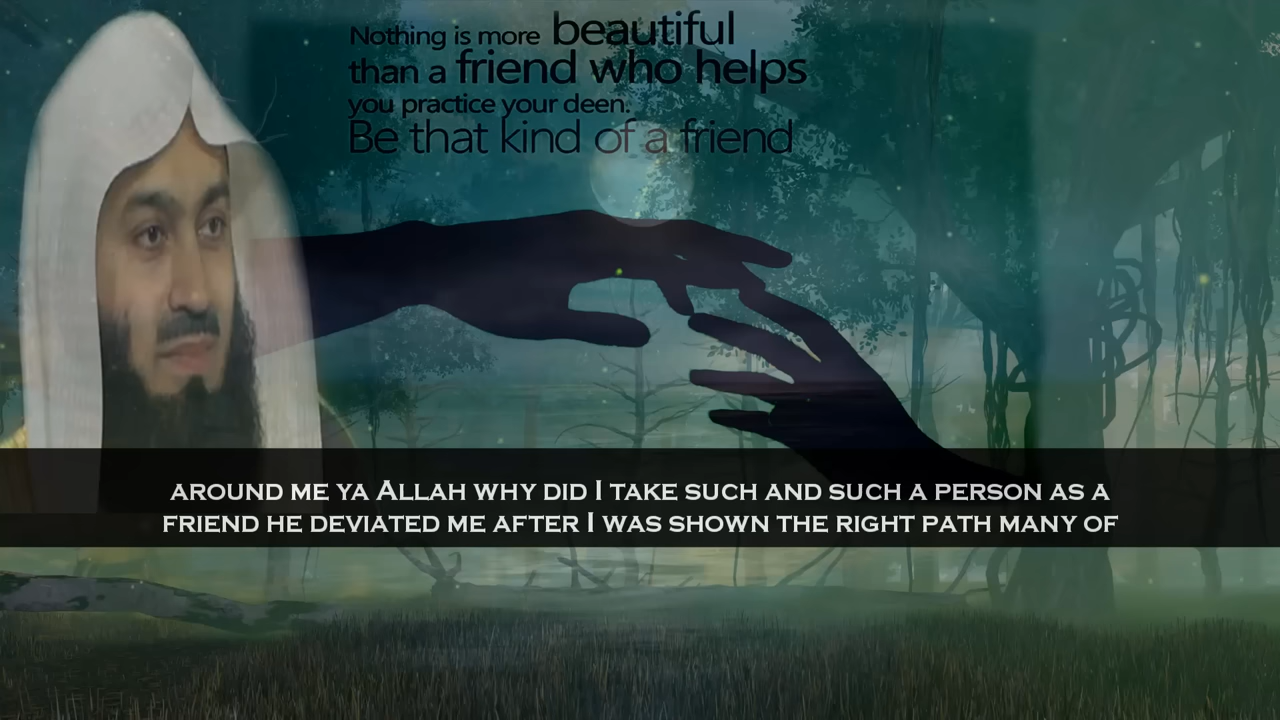 Nothing is more beautiful
than a friend who helps
you practice your deen.
Be that kind of a friend
AROUND ME YA ALLAH WHY DID I TAKE SUCH AND SUCH A PERSON AS A
FRIEND HE DEVIATED ME AFTER I WAS SHOWN THE RIGHT PATH MANY OF